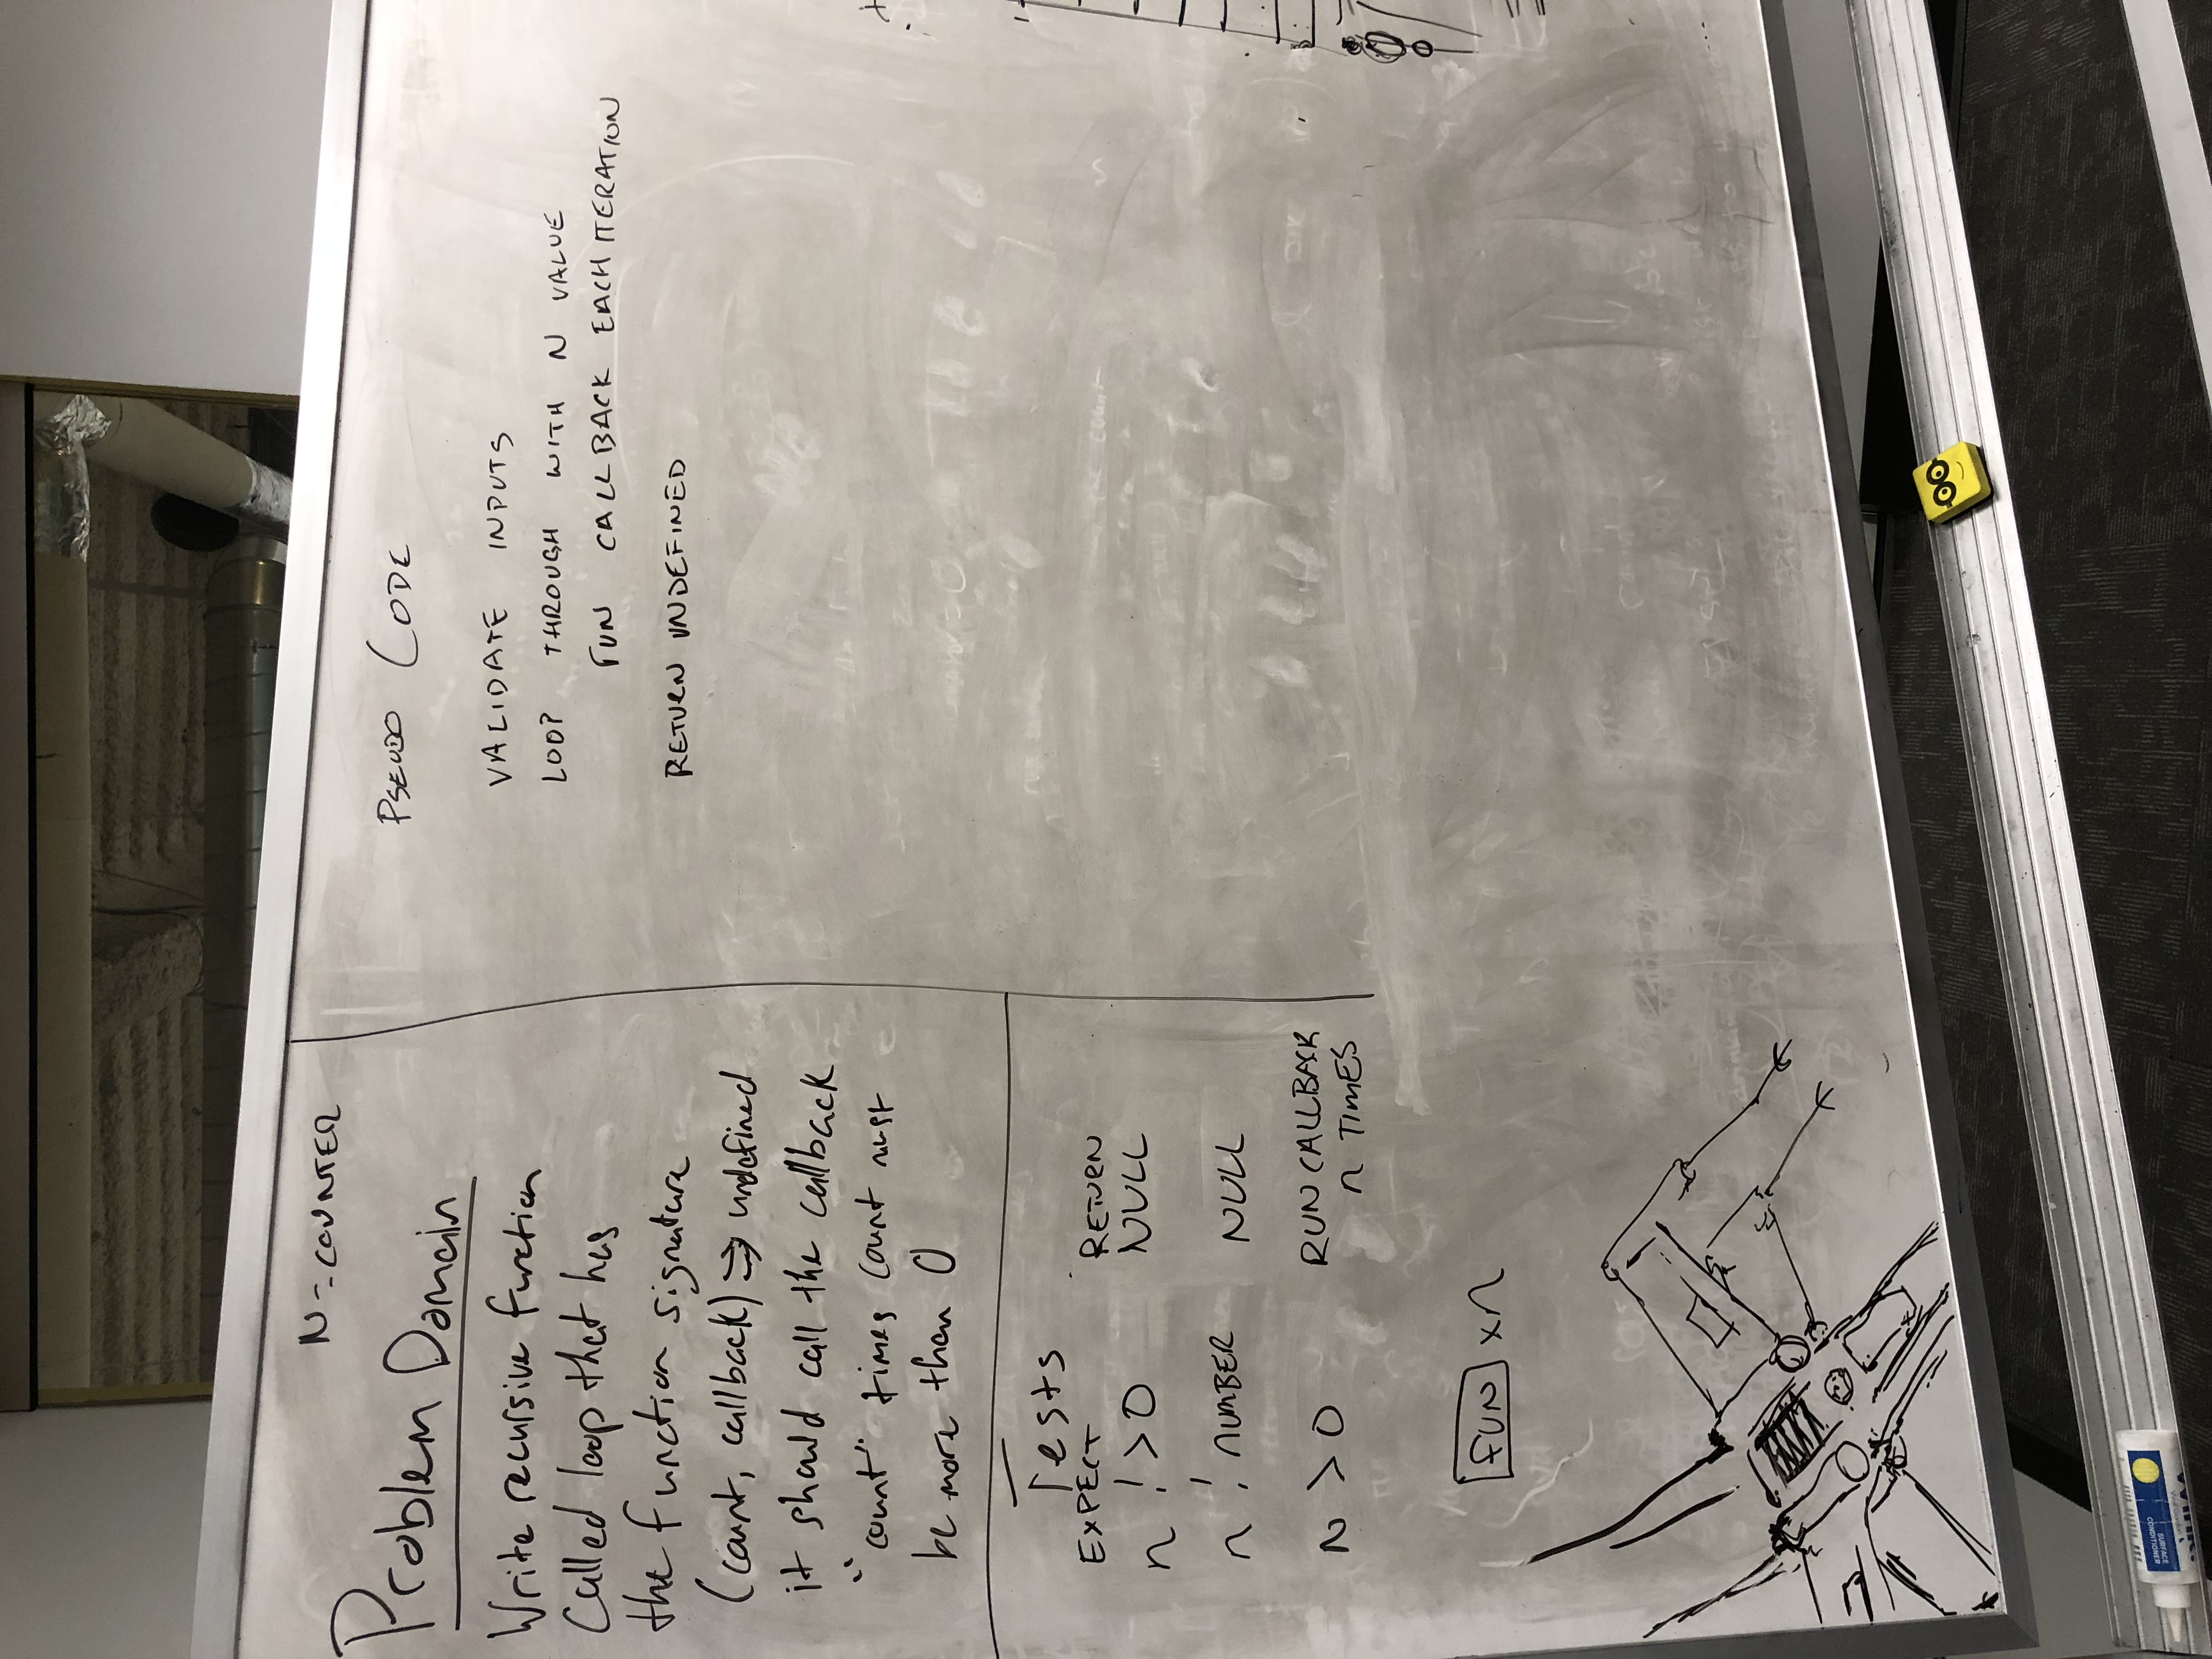 N = COUNTER
Problem Domain
Write recursive function
Called loop that has
the function signature
(count, callback) => undefined
it should call the callback
"count" times count must
be more than 0
Tests
EXPECT RETURN
n !>0 NULL
n ! NUMBER NULL
N > 0 RUN CALLBACK
n TIMES
FUN xn
PSEUDO CODE
VALIDATE INPUTS
LOOP THROUGH WITH N VALUE
FUN CALLBACK EACH ITERATION
RETURN UNDEFINED
SURFACE
CONDITIONER